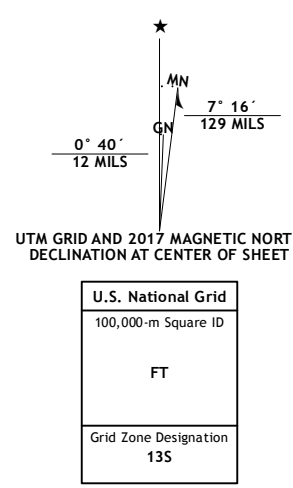 ★
MN
7° 16´
129 MILS
GN
0° 40´
12 MILS
UTM GRID AND 2017 MAGNETIC NORT
DECLINATION AT CENTER OF SHEET
U.S. National Grid
100,000-m Square ID
FT
Grid Zone Designation
13S